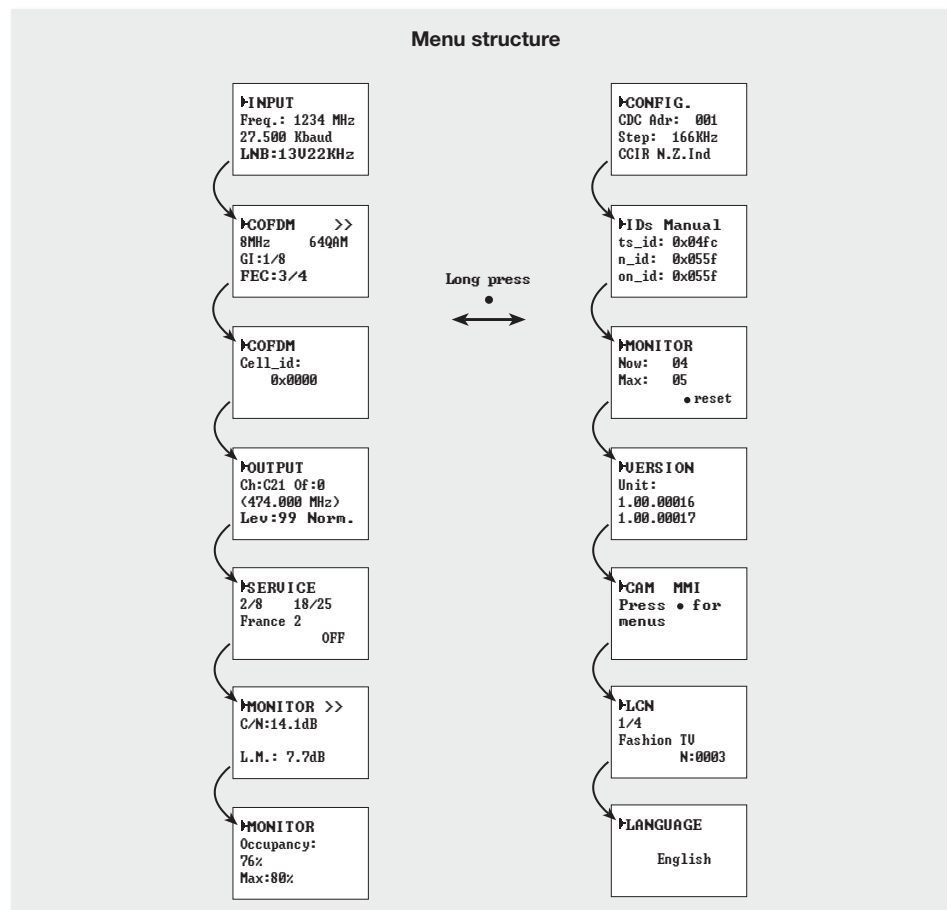 Menu structure
INPUT
Freq.: 1234 MHz
27.500 Kbaud
LNB:13V22KHz
COFDM >>
8MHz 64QAM
GI:1/8
FEC:3/4
COFDM
Cell_id:
0x0000
OUTPUT
Ch:C21 Of:0
(474.000 MHz)
Lev:99 Norm.
SERVICE
2/8 18/25
France 2
OFF
MONITOR >>
C/N:14.1dB
L.M.: 7.7dB
MONITOR
Occupancy:
76%
Max:80%
Long press
●
CONFIG.
CDC Adr: 001
Step: 166KHz
CCIR N.Z.Ind
IDs Manual
ts_id: 0x04fc
n_id: 0x055f
on_id: 0x055f
MONITOR
Now: 04
Max: 05
● reset
VERSION
Unit:
1.00.00016
1.00.00017
CAM MMI
Press ● for
menus
LCN
1/4
Fashion TV
N:0003
LANGUAGE
English